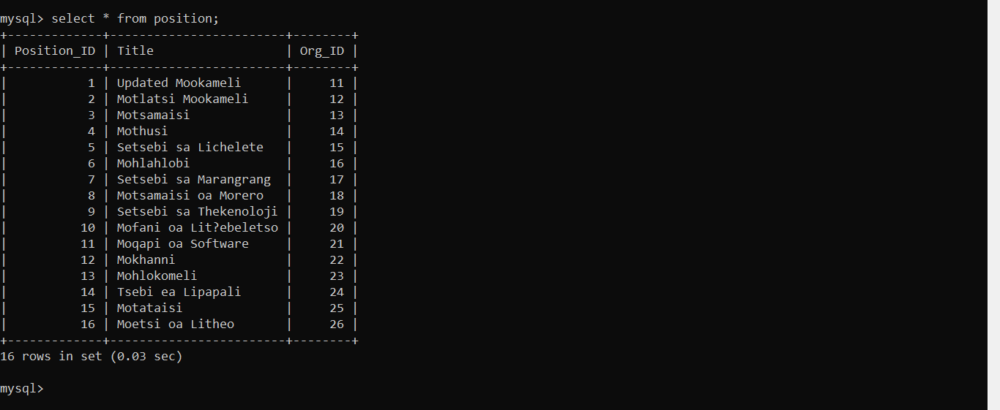 mysql> select * from position;
+-------------+------------------------+--------+
| Position_ID | Title                  | Org_ID |
+-------------+------------------------+--------+
|           1 | Updated Mookameli      |     11 |
|           2 | Motlatsi Mookameli     |     12 |
|           3 | Motsamaisi             |     13 |
|           4 | Mothusi                |     14 |
|           5 | Setsebi sa Lichelete   |     15 |
|           6 | Mohlahlobi             |     16 |
|           7 | Setsebi sa Marangrang  |     17 |
|           8 | Motsamaisi oa Morero   |     18 |
|           9 | Setsebi sa Thekenoloji |     19 |
|          10 | Mofani oa Lit?ebeletso |     20 |
|          11 | Moqapi oa Software     |     21 |
|          12 | Mokhanni               |     22 |
|          13 | Mohlokomeli            |     23 |
|          14 | Tsebi ea Lipapali      |     24 |
|          15 | Motataisi              |     25 |
|          16 | Moetsi oa Litheo       |     26 |
+-------------+------------------------+--------+
16 rows in set (0.03 sec)
mysql>